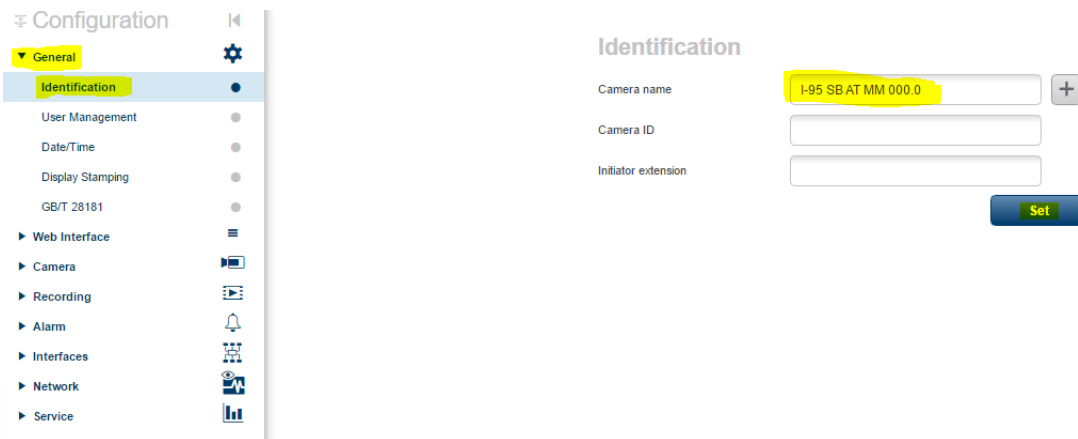 Configuration
General
Identification
User Management
Date/Time
Display Stamping
GB/T 28181
Web Interface
Camera
Recording
Alarm
Interfaces
Network
Service
Identification
Camera name
I-95 SB AT MM 000.0
+
Camera ID
Initiator extension
Set